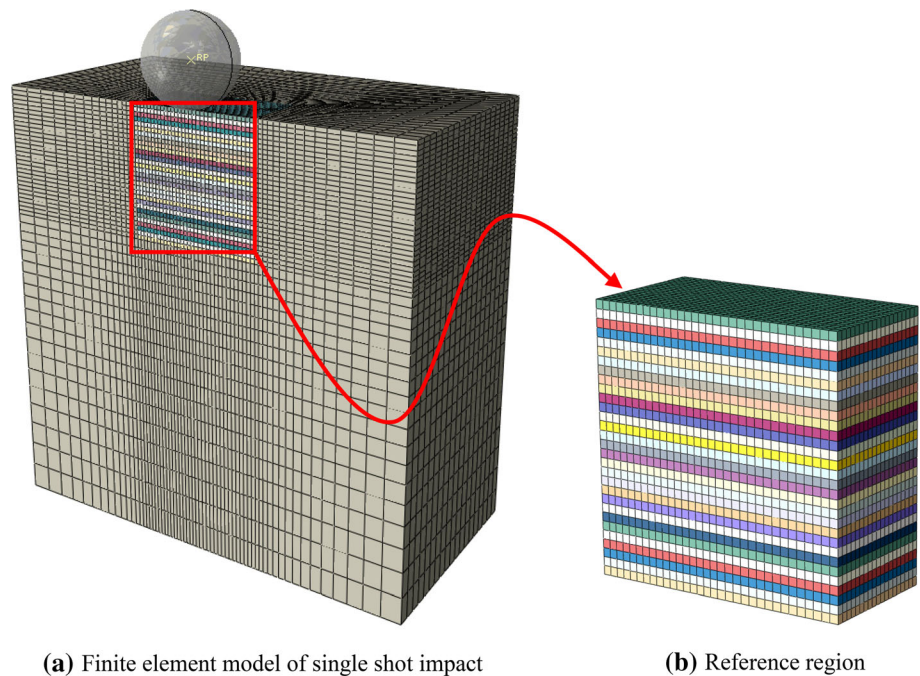 RP
(a) Finite element model of single shot impact
(b) Reference region